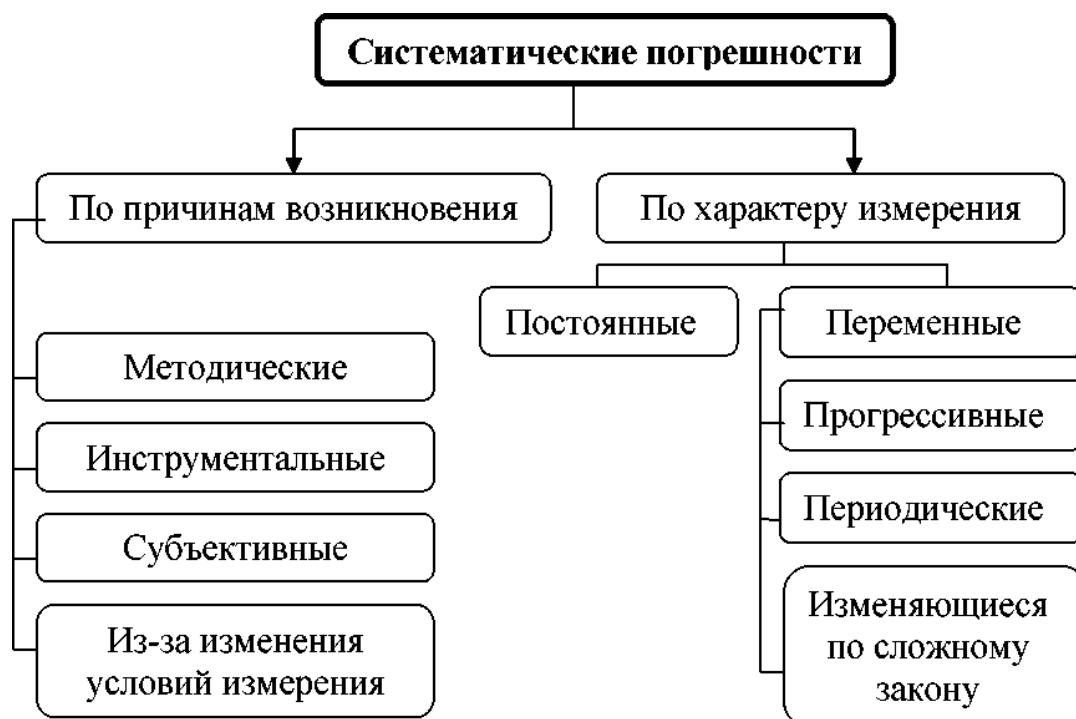 Систематические погрешности
По причинам возникновения
По характеру измерения
Постоянные
Переменные
Методические
Прогрессивные
Инструментальные
Периодические
Субъективные
Изменяющиеся
по сложному
закону
Из-за изменения
условий измерения